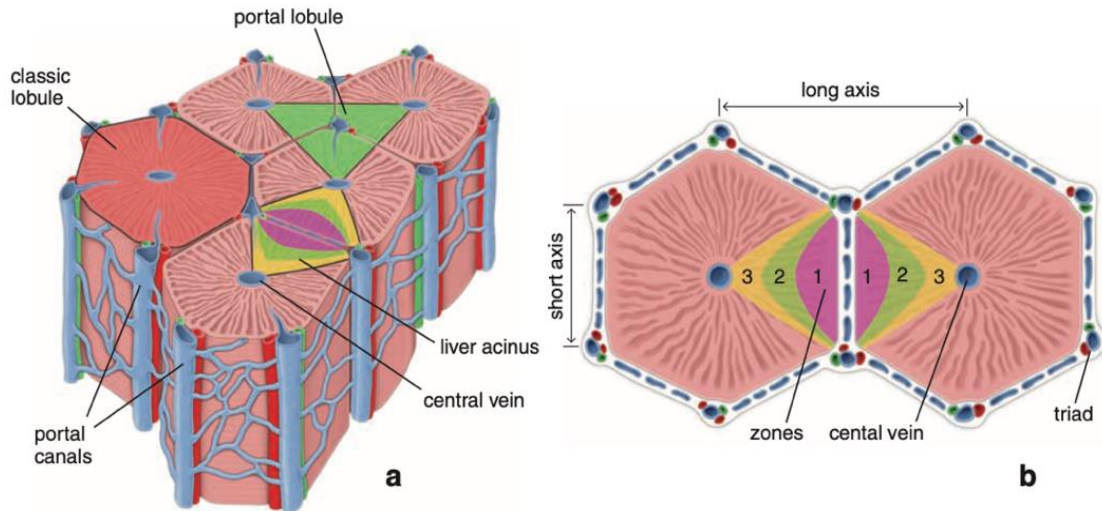 portal lobule
classic
lobule
liver acinus
central vein
portal
canals
a
long axis
short axis
3
2
1
1
2
3
zones
cental vein
triad
b